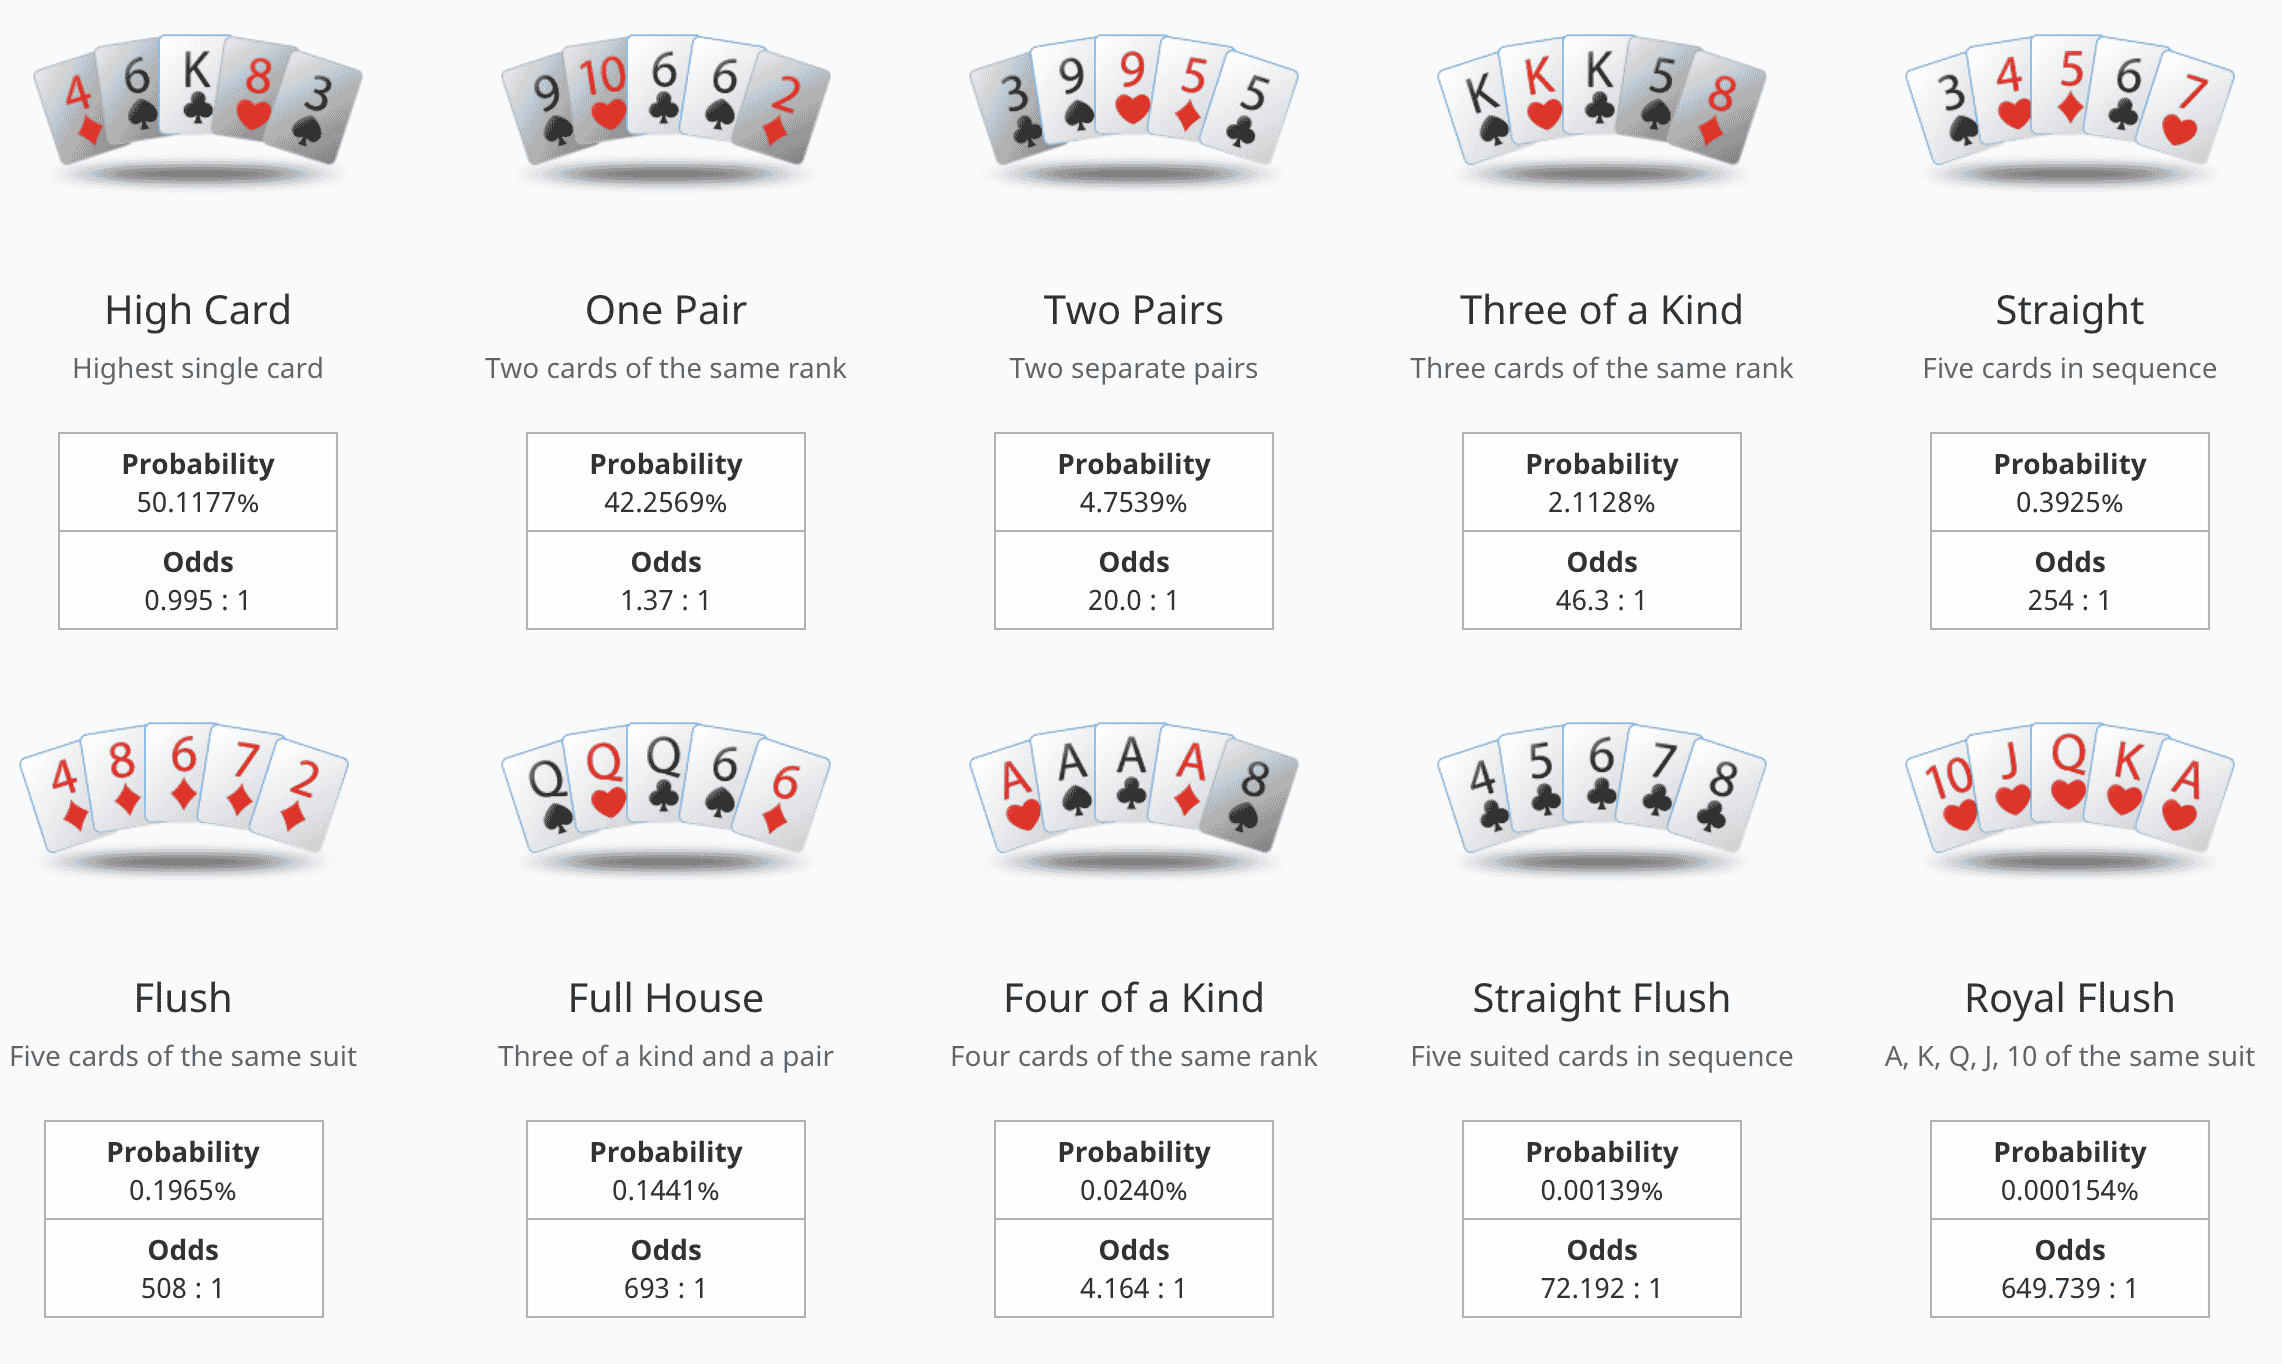 4 6 K 8 3
9 10 6 6 2
3 9 9 5 5
K K K 5 8
3 4 5 6 7
High Card
Highest single card
Probability
50.1177%
Odds
0.995 : 1
One Pair
Two cards of the same rank
Probability
42.2569%
Odds
1.37 : 1
Two Pairs
Two separate pairs
Probability
4.7539%
Odds
20.0 : 1
Three of a Kind
Three cards of the same rank
Probability
2.1128%
Odds
46.3 : 1
Straight
Five cards in sequence
Probability
0.3925%
Odds
254 : 1
4 8 6 7 2
Q Q Q 6 6
A A A A 8
4 5 6 7 8
10 J Q K A
Flush
Five cards of the same suit
Probability
0.1965%
Odds
508 : 1
Full House
Three of a kind and a pair
Probability
0.1441%
Odds
693 : 1
Four of a Kind
Four cards of the same rank
Probability
0.0240%
Odds
4.164 : 1
Straight Flush
Five suited cards in sequence
Probability
0.00139%
Odds
72.192 : 1
Royal Flush
A, K, Q, J, 10 of the same suit
Probability
0.000154%
Odds
649.739 : 1